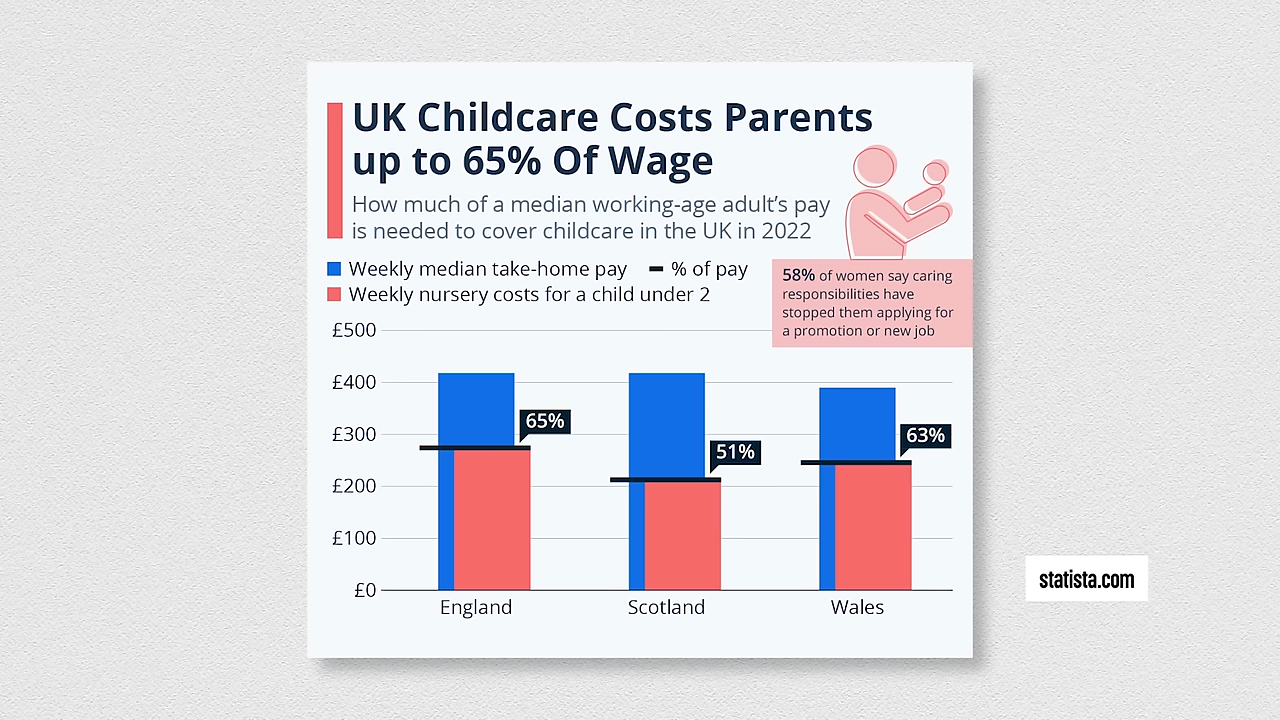 UK Childcare Costs Parents
up to 65% Of Wage
How much of a median working-age adult’s pay
is needed to cover childcare in the UK in 2022
Weekly median take-home pay
% of pay
Weekly nursery costs for a child under 2
58% of women say caring
responsibilities have
stopped them applying for
a promotion or new job
£500
£400
£300
£200
£100
£0
65%
51%
63%
England
Scotland
Wales
statista.com